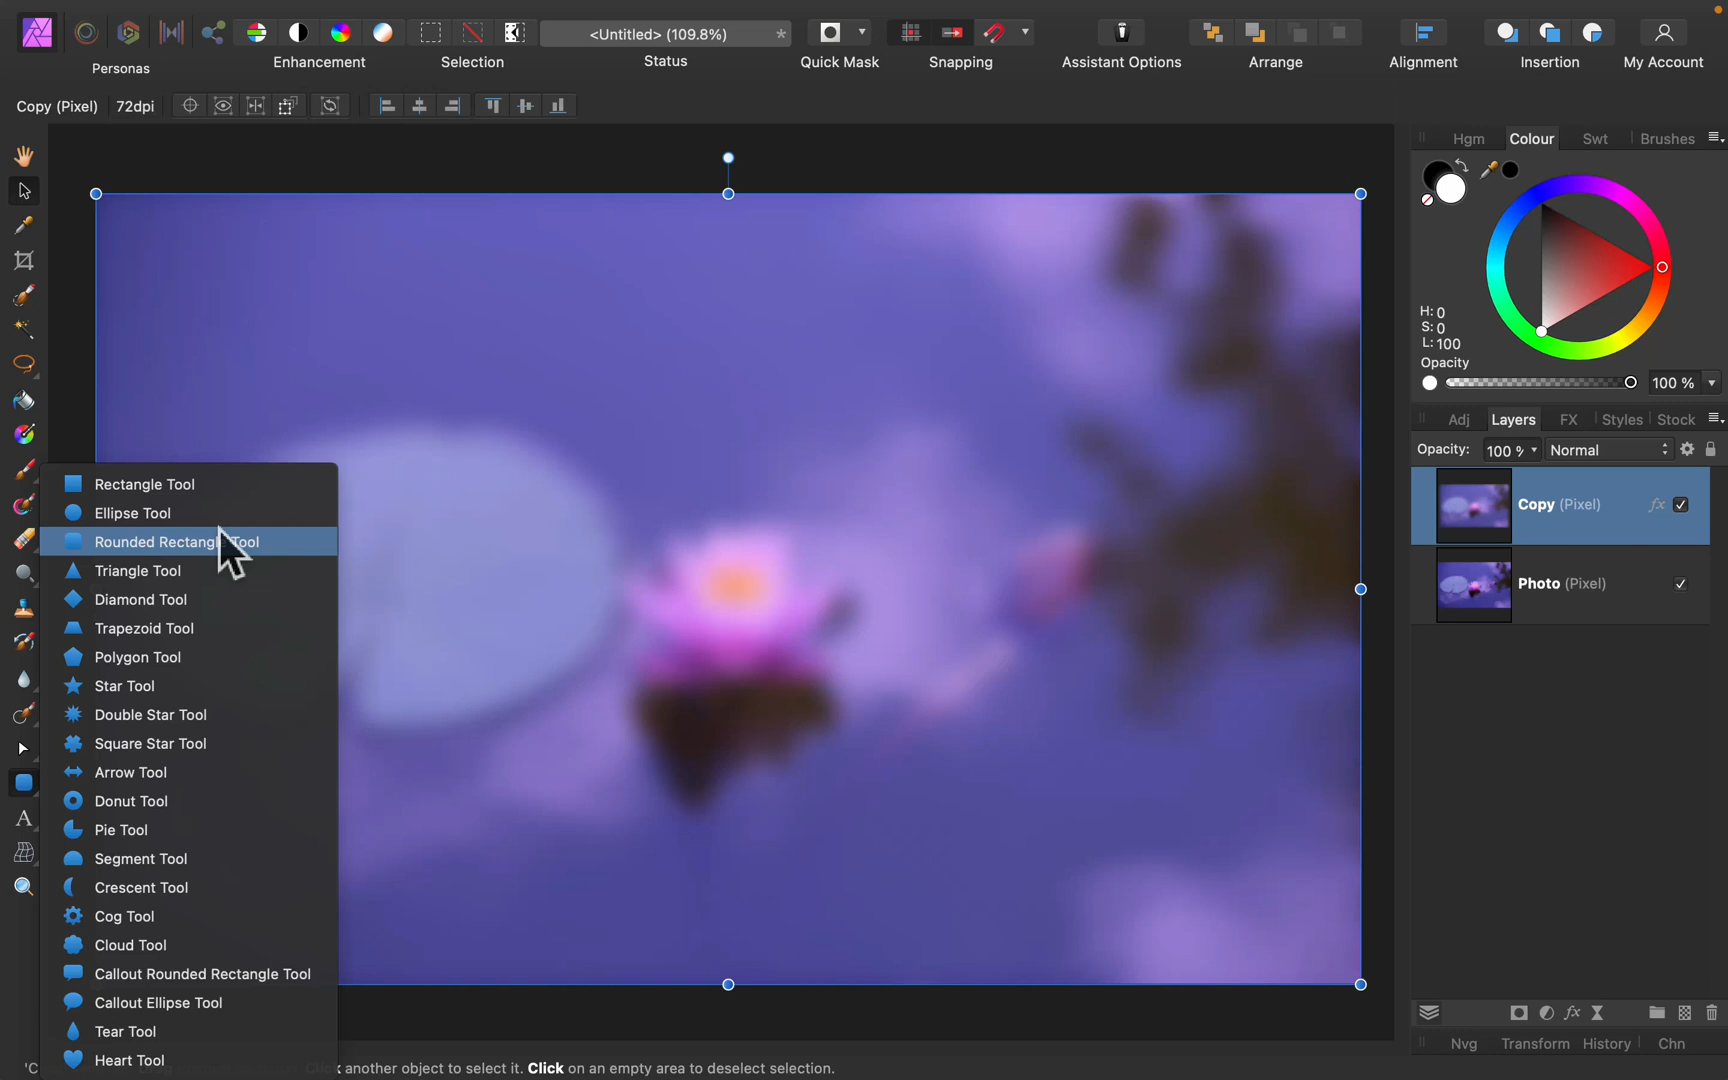 <Untitled> (109.8%)
*
Personas
Enhancement
Selection
Status
Quick Mask
Snapping
Assistant Options
Arrange
Alignment
Insertion
My Account
Copy (Pixel)
72dpi
Hgm
Colour
Swt
Brushes
H: 0
S: 0
L: 100
Opacity
100 %
Adj
Layers
FX
Styles
Stock
Opacity:
100 %
Normal
Copy (Pixel)
fx
Photo (Pixel)
Rectangle Tool
Ellipse Tool
Rounded Rectangle Tool
Triangle Tool
Diamond Tool
Trapezoid Tool
Polygon Tool
Star Tool
Double Star Tool
Square Star Tool
Arrow Tool
Donut Tool
Pie Tool
Segment Tool
Crescent Tool
Cog Tool
Cloud Tool
Callout Rounded Rectangle Tool
Callout Ellipse Tool
Tear Tool
Heart Tool
A
fx
Nvg
Transform
History
Chn
'C
another object to select it. Click on an empty area to deselect selection.